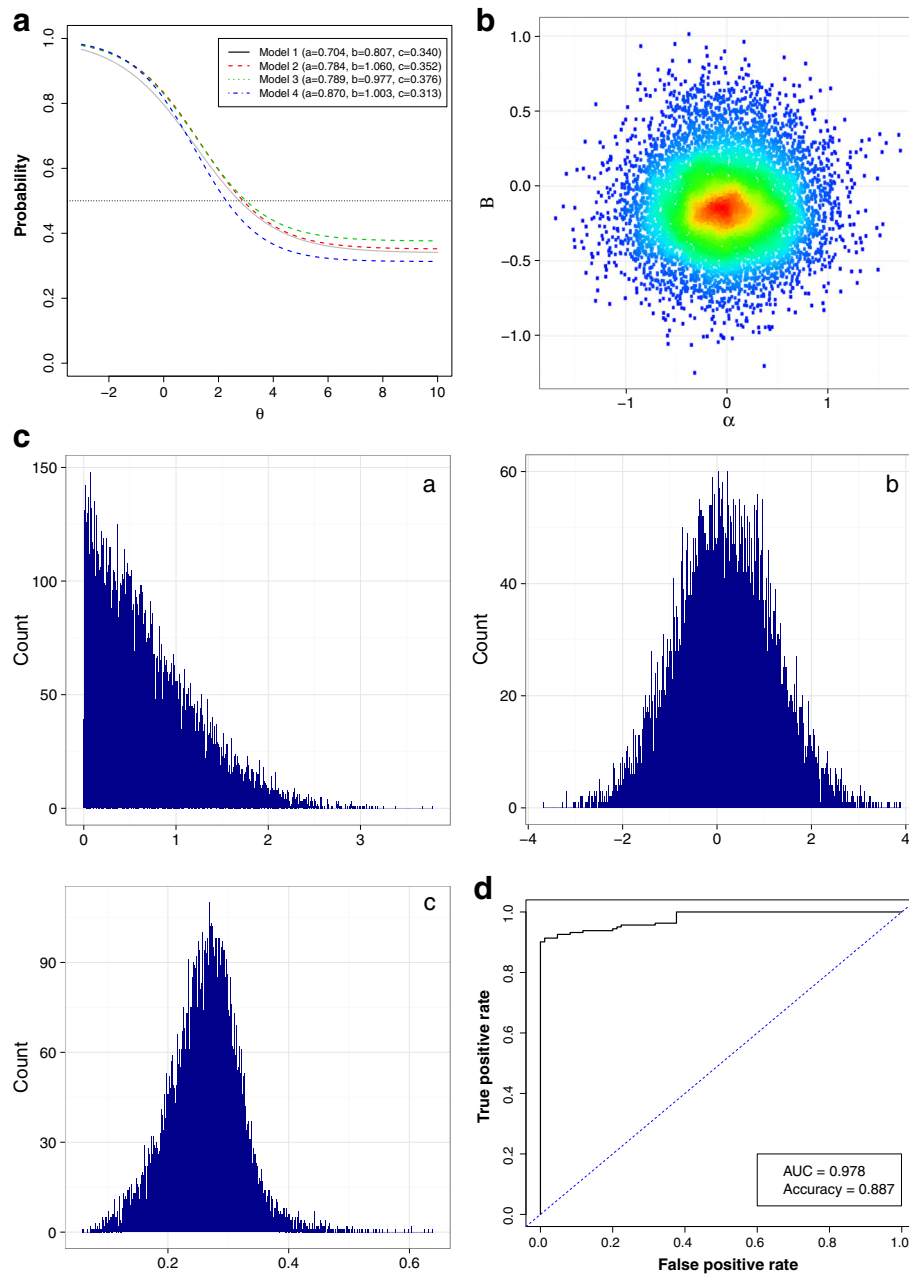 a
Probability
1.0
0.8
0.6
0.4
0.2
0.0
Model 1 (a=0.704, b=0.807, c=0.340)
Model 2 (a=0.784, b=1.060, c=0.352)
Model 3 (a=0.789, b=0.977, c=0.376)
Model 4 (a=0.870, b=1.003, c=0.313)
−2 0 2 4 6 8 10
θ
b
B
1.0
0.5
0.0
−0.5
−1.0
−1 0 1
α
c
a
Count
150
100
50
0
0 1 2 3
b
Count
60
40
20
0
−4 −2 0 2 4
c
Count
90
60
30
0
0.2 0.4 0.6
d
True positive rate
1.0
0.8
0.6
0.4
0.2
0.0
AUC = 0.978
Accuracy = 0.887
0.0 0.2 0.4 0.6 0.8 1.0
False positive rate